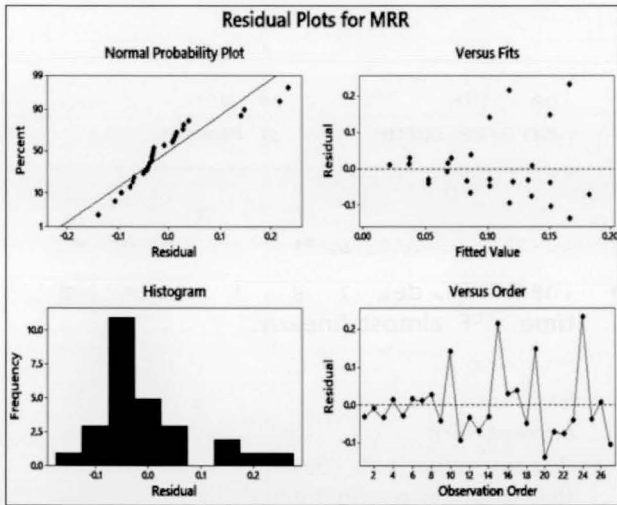 Residual Plots for MRR
Normal Probability Plot
99
90
50
10
1
Percent
-0.2 -0.1 0.0 0.1 0.2
Residual
Versus Fits
0.2
0.1
0.0
-0.1
Residual
0.00 0.05 0.10 0.15 0.20
Fitted Value
Histogram
10.0
7.5
5.0
2.5
0.0
Frequency
0.1 0.0 0.1 0.2
Residual
Versus Order
0.2
0.1
0.0
0.1
Residual
2 4 6 8 10 12 14 16 18 20 22 24 26
Observation Order